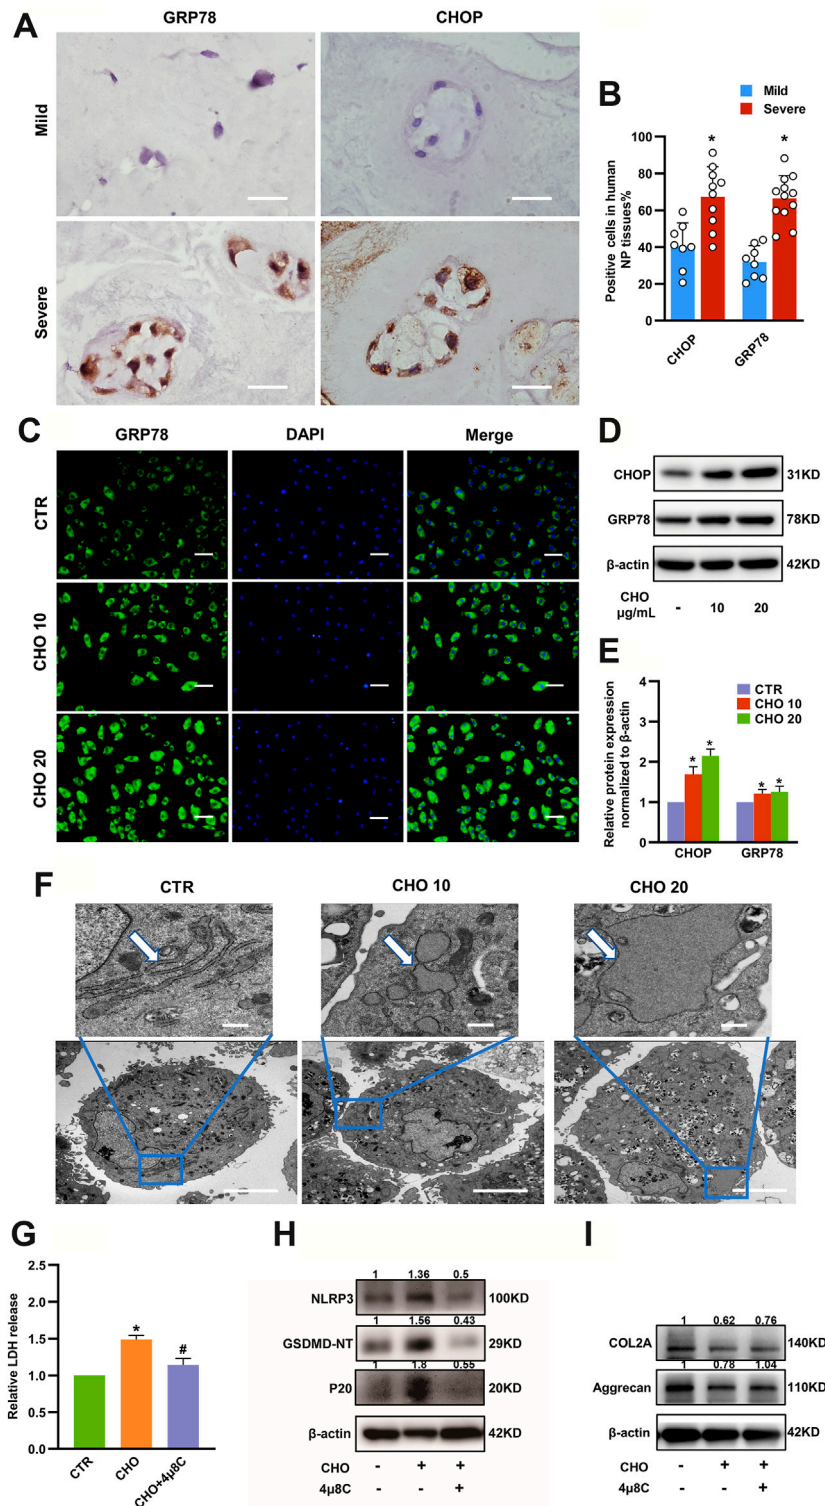 A
GRP78
CHOP
Mild
Severe
B
Mild
Severe
Positive cells in human
NP tissues%
100
80
60
40
20
0
*
*
CHOP
GRP78
C
GRP78
DAPI
Merge
CTR
CHO 10
CHO 20
D
CHOP
31KD
GRP78
78KD
β-actin
42KD
CHO
μg/mL
- 10 20
E
CTR
CHO 10
CHO 20
Relative protein expression
normalized to β-actin
4
3
2
1
0
* * * *
CHOP
GRP78
F
CTR
CHO 10
CHO 20
G
Relative LDH release
2.5
2.0
1.5
1.0
0.5
0.0
*
#
CTR
CHO
CHO+4μ8C
H
1 1.36 0.5
NLRP3
100KD
1 1.56 0.43
GSDMD-NT
29KD
1 1.8 0.55
P20
20KD
β-actin
42KD
CHO - + +
4μ8C - - +
I
1 0.62 0.76
COL2A
140KD
1 0.78 1.04
Aggrecan
110KD
β-actin
42KD
CHO - + +
4μ8C - - +